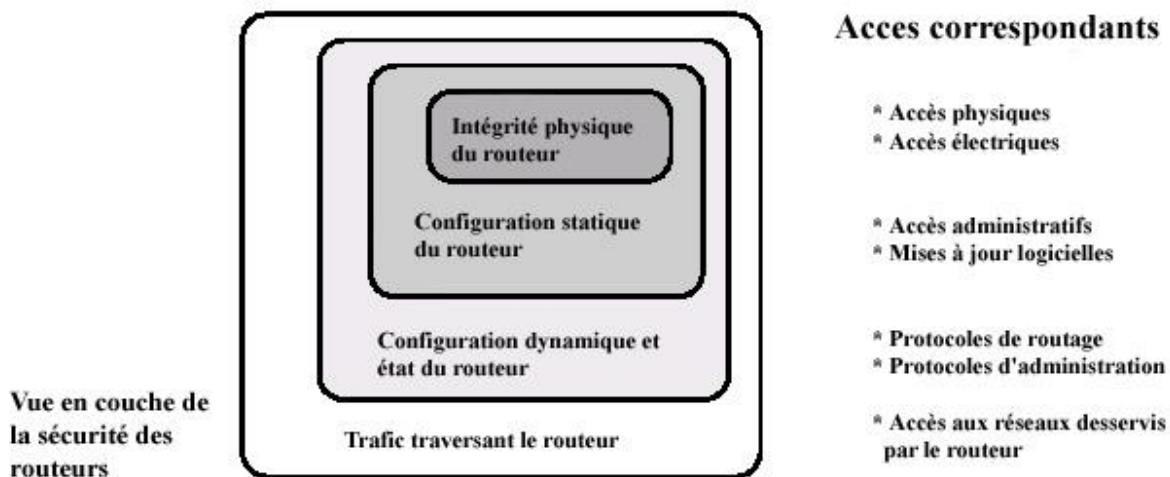 Acces correspondants
Intégrité physique
du routeur
* Accès physiques
* Accès électriques
Configuration statique
du routeur
* Accès administratifs
* Mises à jour logicielles
Configuration dynamique et
état du routeur
* Protocoles de routage
* Protocoles d'administration
Trafic traversant le routeur
* Accès aux réseaux desservis
par le routeur
Vue en couche de
la sécurité des
routeurs